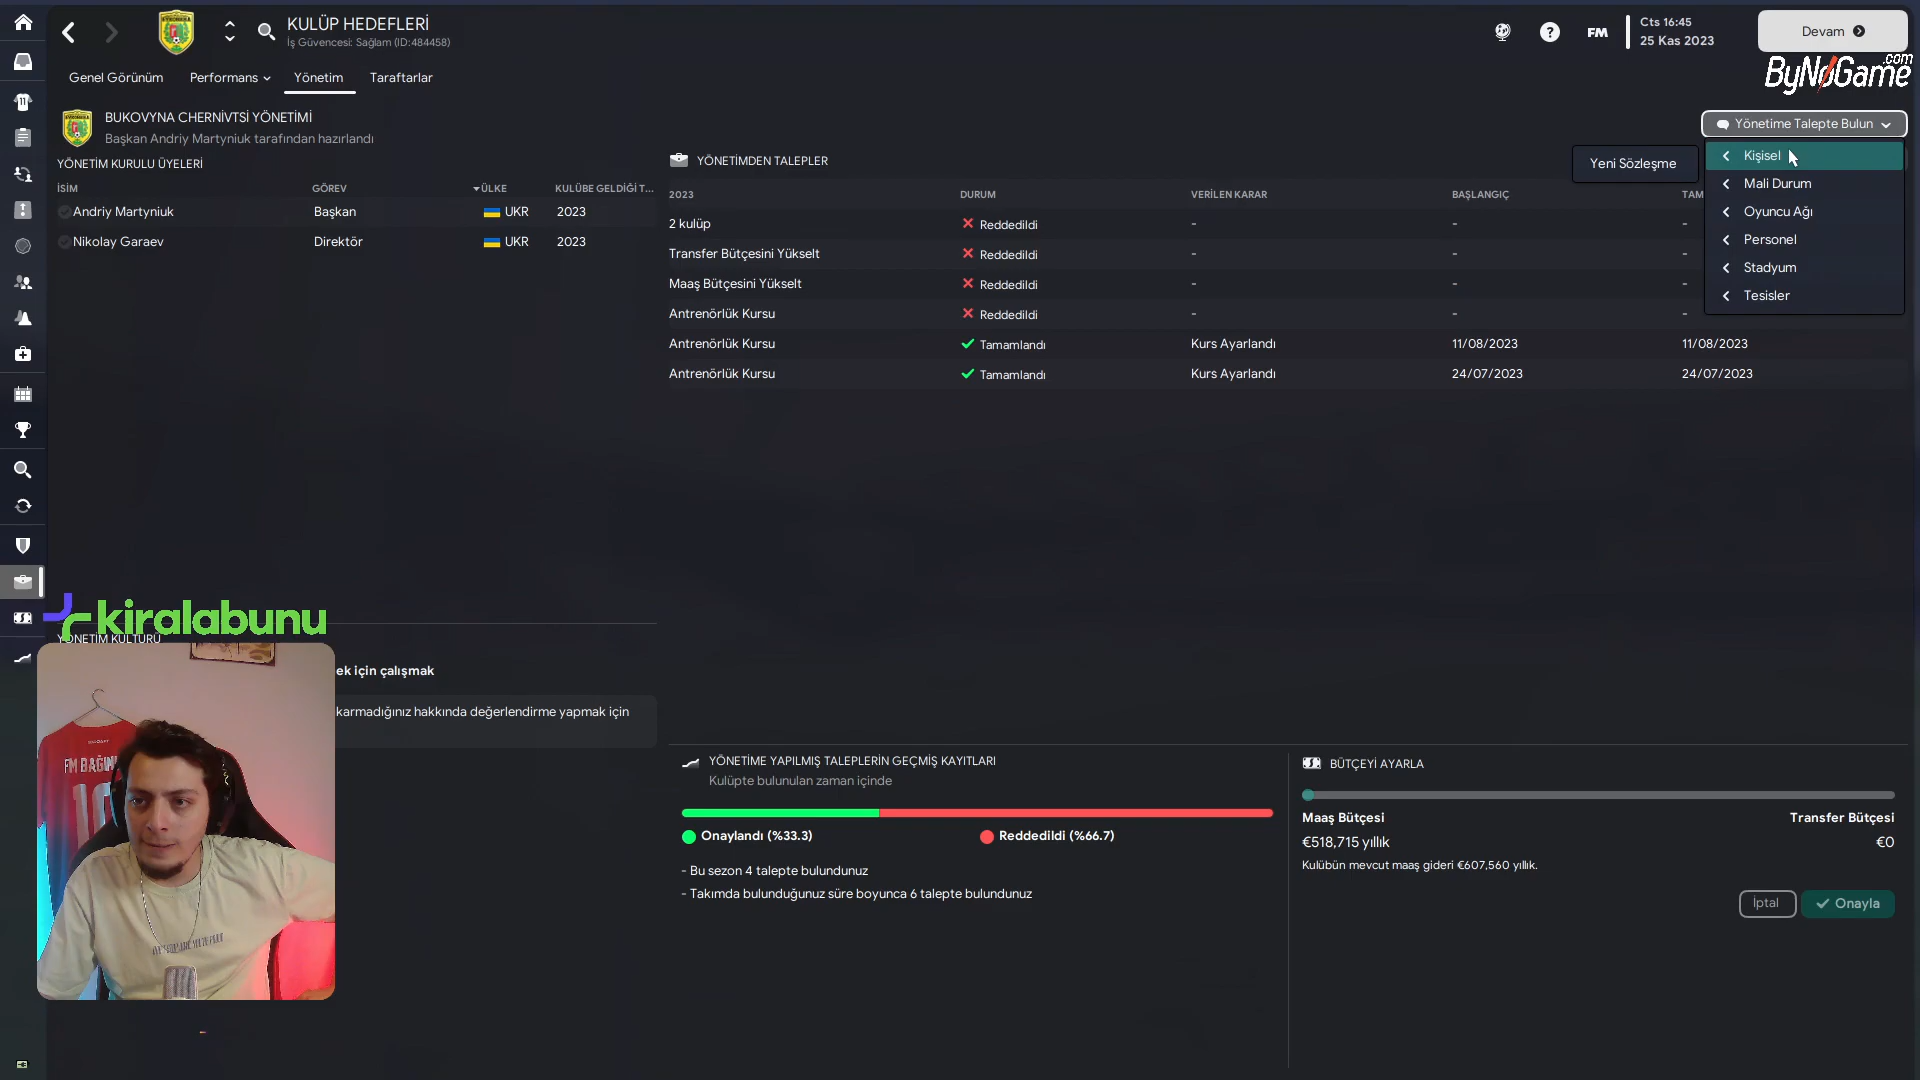 KULÜP HEDEFLERİ
İş Güvencesi: Sağlam (ID:484458)
FM
Cts 16:45
25 Kas 2023
Devam
ByNoGame.com
Genel Görünüm
Performans
Yönetim
Taraftarlar
BUKOVYNA CHERNİVTSİ YÖNETİMİ
Başkan Andriy Martyniuk tarafından hazırlandı
Yönetime Talepte Bulun
Yeni Sözleşme
Kişisel
Mali Durum
Oyuncu Ağı
Personel
Stadyum
Tesisler
YÖNETİM KURULU ÜYELERİ
İSİM GÖREV ÜLKE KULÜBE GELDİĞİ T...
Andriy Martyniuk Başkan UKR 2023
Nikolay Garaev Direktör UKR 2023
YÖNETİMDEN TALEPLER
2023 DURUM VERİLEN KARAR BAŞLANGIÇ TAM
2 kulüp Reddedildi - - -
Transfer Bütçesini Yükselt Reddedildi - - -
Maaş Bütçesini Yükselt Reddedildi - - -
Antrenörlük Kursu Reddedildi - - -
Antrenörlük Kursu Tamamlandı Kurs Ayarlandı 11/08/2023 11/08/2023
Antrenörlük Kursu Tamamlandı Kurs Ayarlandı 24/07/2023 24/07/2023
kiralabunu
YÖNETİM KÜLTÜRÜ
ek için çalışmak
karmadığınız hakkında değerlendirme yapmak için
FM BAĞIN
10
YÖNETİME YAPILMIŞ TALEPLERİN GEÇMİŞ KAYITLARI
Kulüpte bulunulan zaman içinde
Onaylandı (%33.3)
Reddedildi (%66.7)
- Bu sezon 4 talepte bulundunuz
- Takımda bulunduğunuz süre boyunca 6 talepte bulundunuz
BÜTÇEYİ AYARLA
Maaş Bütçesi Transfer Bütçesi
€518,715 yıllık €0
Kulübün mevcut maaş gideri €607,560 yıllık.
İptal
Onayla